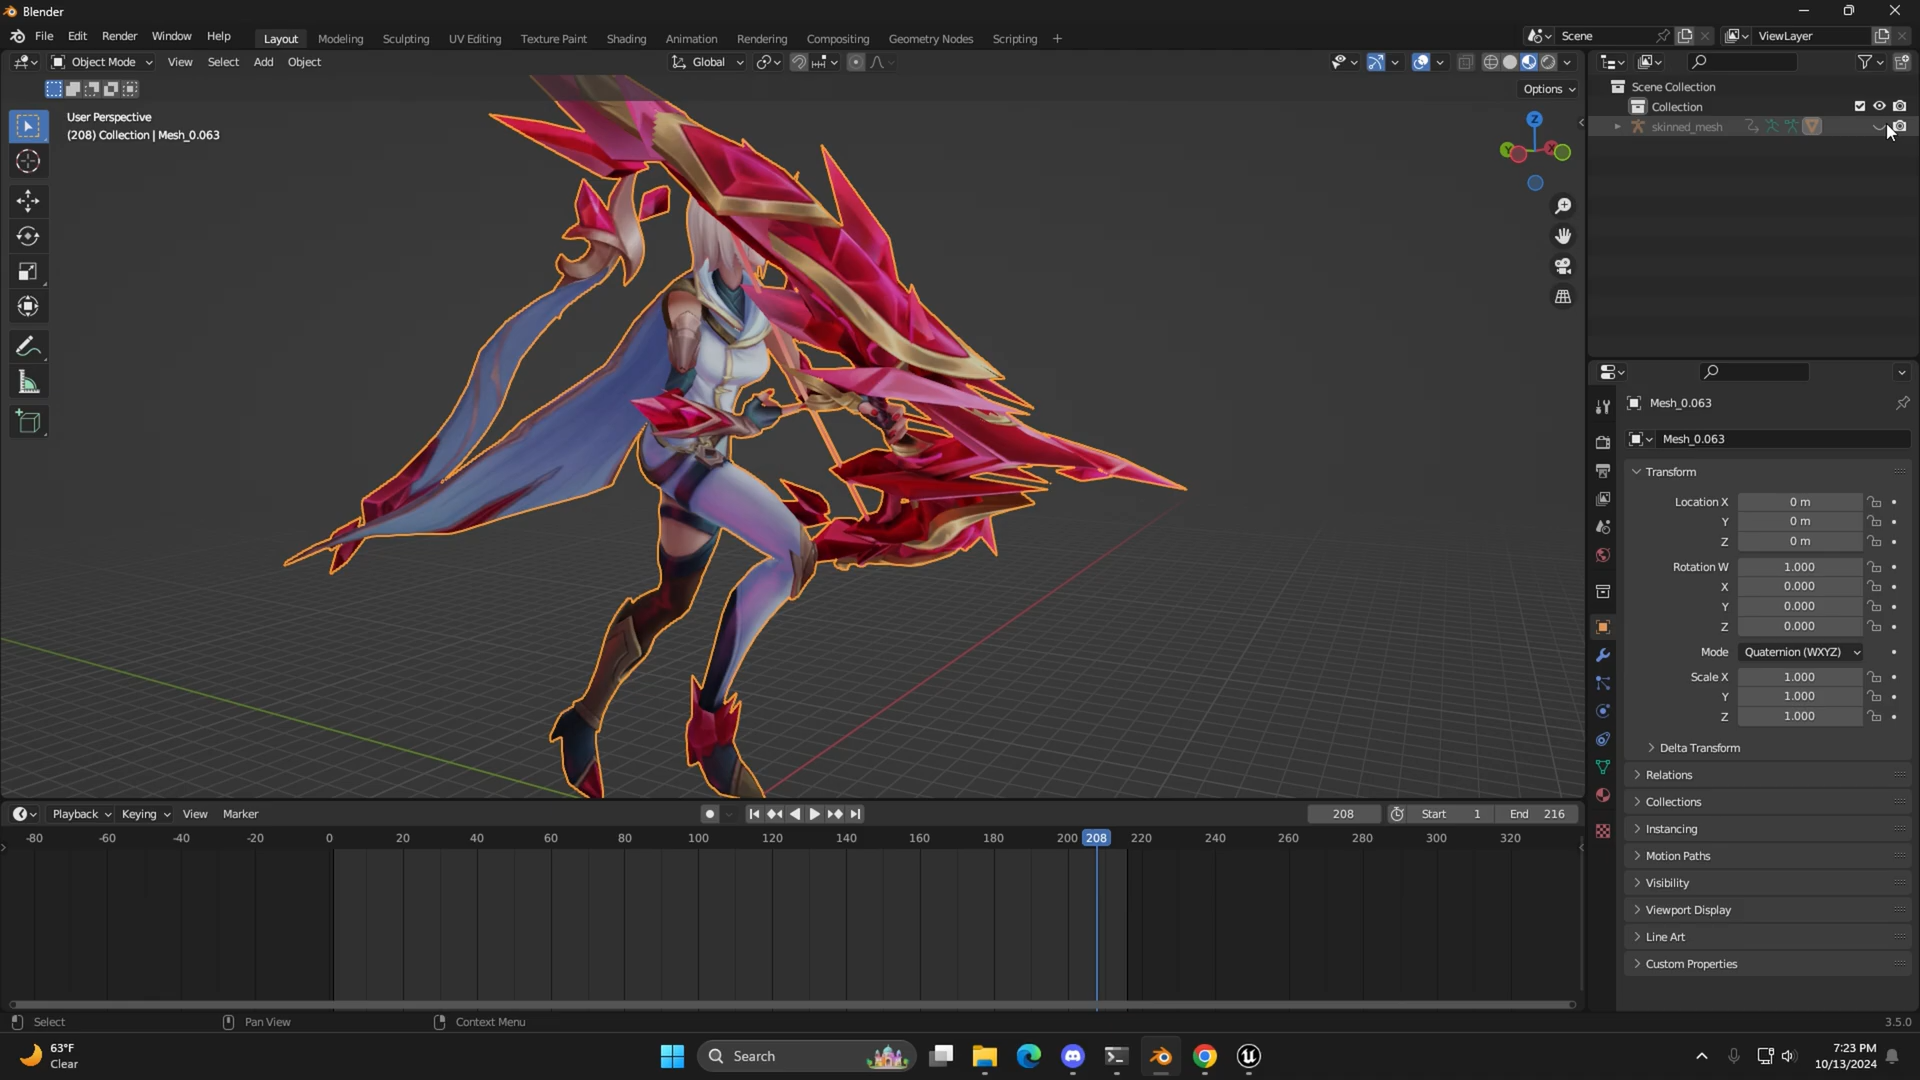 Blender
File Edit Render Window Help
Layout Modeling Sculpting UV Editing Texture Paint Shading Animation Rendering Compositing Geometry Nodes Scripting +
Scene
ViewLayer
Object Mode View Select Add Object
Global
Options
User Perspective
(208) Collection | Mesh_0.063
Z
Y
X
Scene Collection
Collection
skinned_mesh
Mesh_0.063
Mesh_0.063
Transform
Location X 0 m
Y 0 m
Z 0 m
Rotation W 1.000
X 0.000
Y 0.000
Z 0.000
Mode Quaternion (WXYZ)
Scale X 1.000
Y 1.000
Z 1.000
Delta Transform
Relations
Collections
Instancing
Motion Paths
Visibility
Viewport Display
Line Art
Custom Properties
Playback Keying View Marker
208 Start 1 End 216
-80 -60 -40 -20 0 20 40 60 80 100 120 140 160 180 200 208 220 240 260 280 300 320
Select Pan View Context Menu
3.5.0
63°F
Clear
Search
7:23 PM
10/13/2024